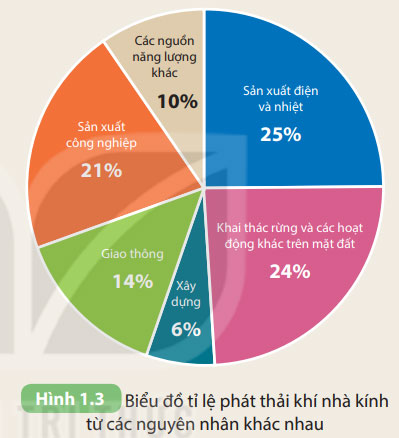 Các nguồn
năng lượng
khác
10%
Sản xuất điện
và nhiệt
25%
Sản xuất
công nghiệp
21%
Khai thác rừng và các hoạt
động khác trên mặt đất
24%
Giao thông
14%
Xây
dựng
6%
Hình 1.3 Biểu đồ tỉ lệ phát thải khí nhà kính
từ các nguyên nhân khác nhau
TRI THỨC